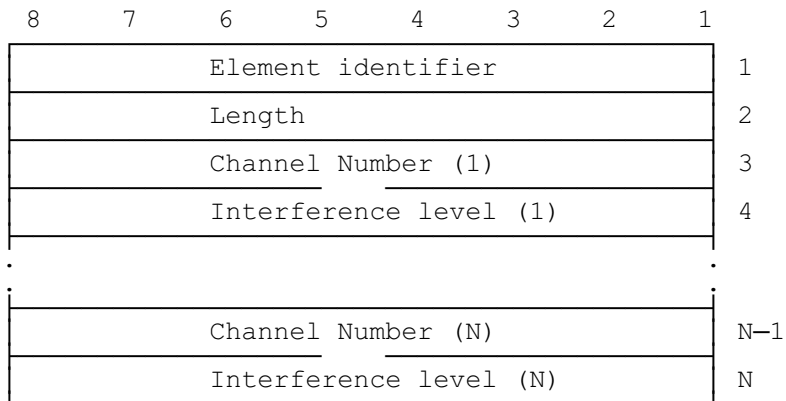 8 7 6 5 4 3 2 1
Element identifier 1
Length 2
Channel Number (1) 3
Interference level (1) 4
Channel Number (N) N-1
Interference level (N) N